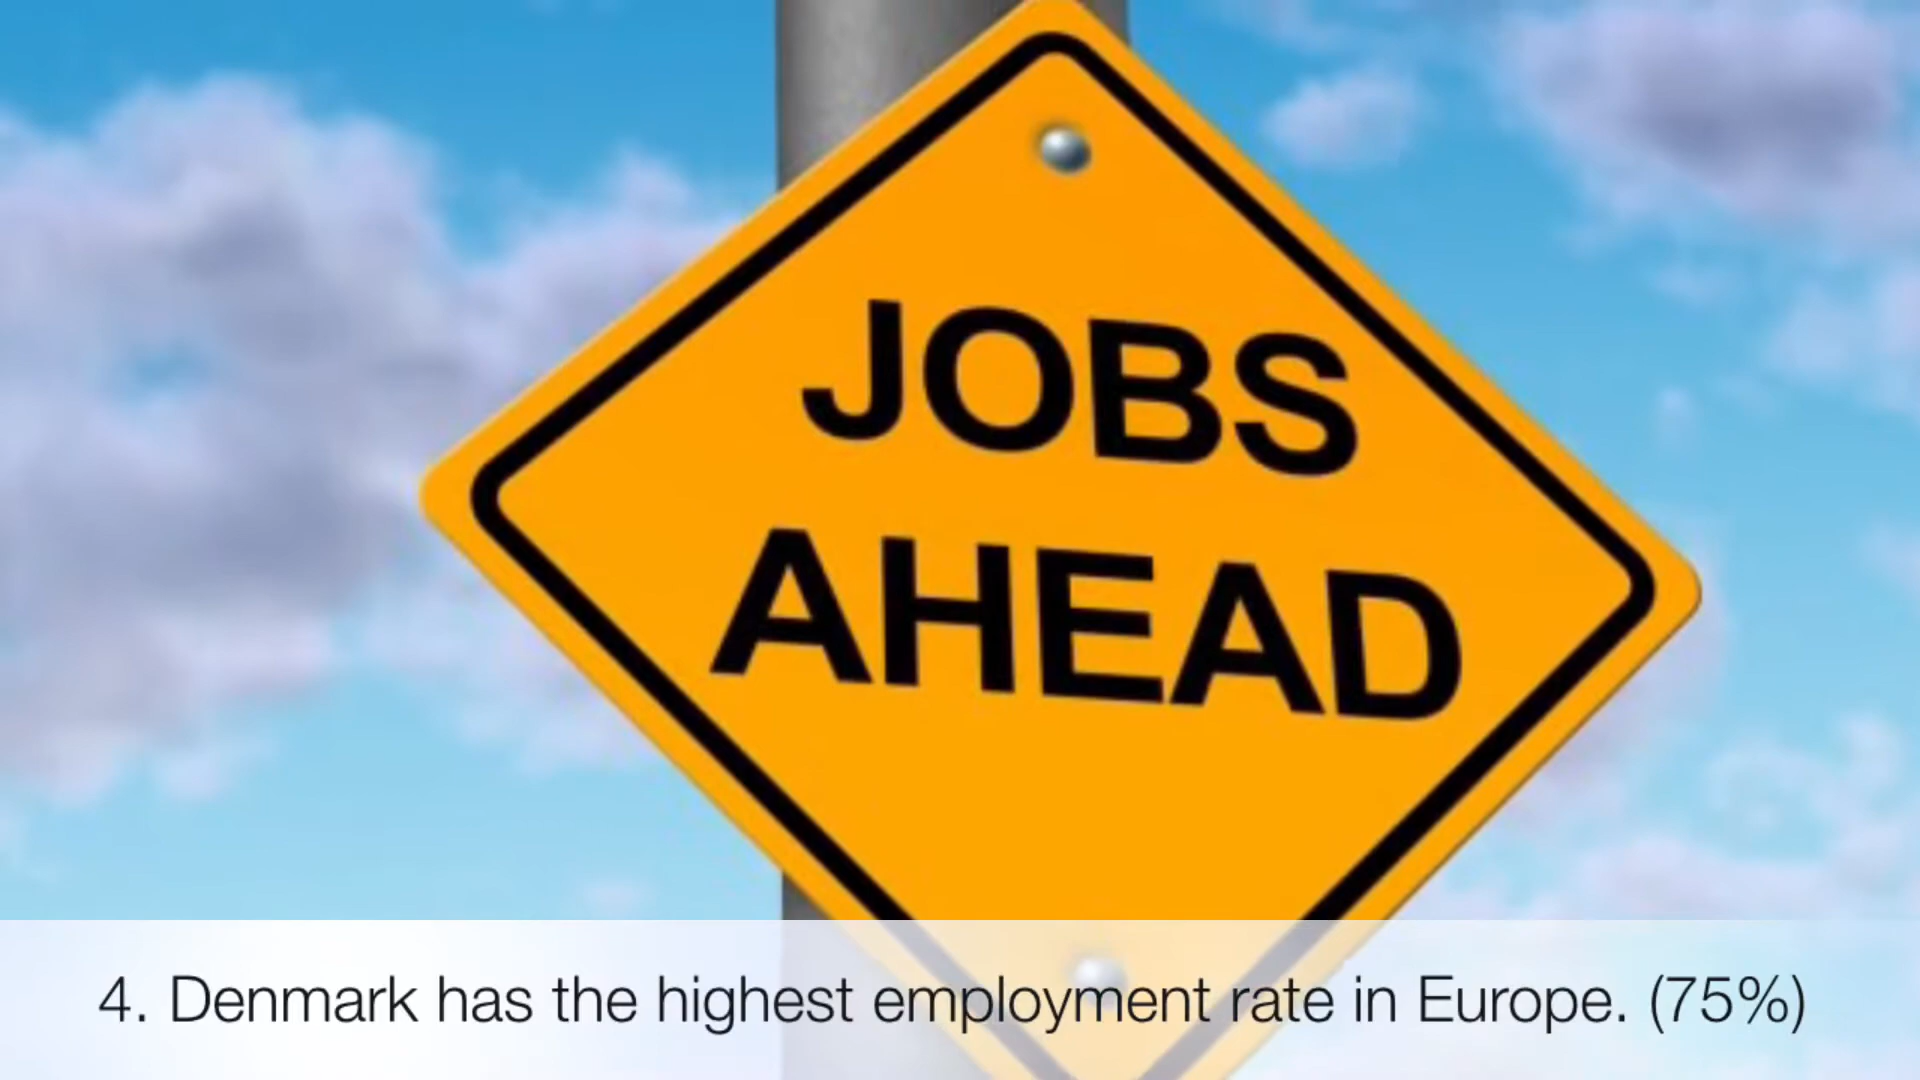 JOBS
AHEAD
4. Denmark has the highest employment rate in Europe. (75%)